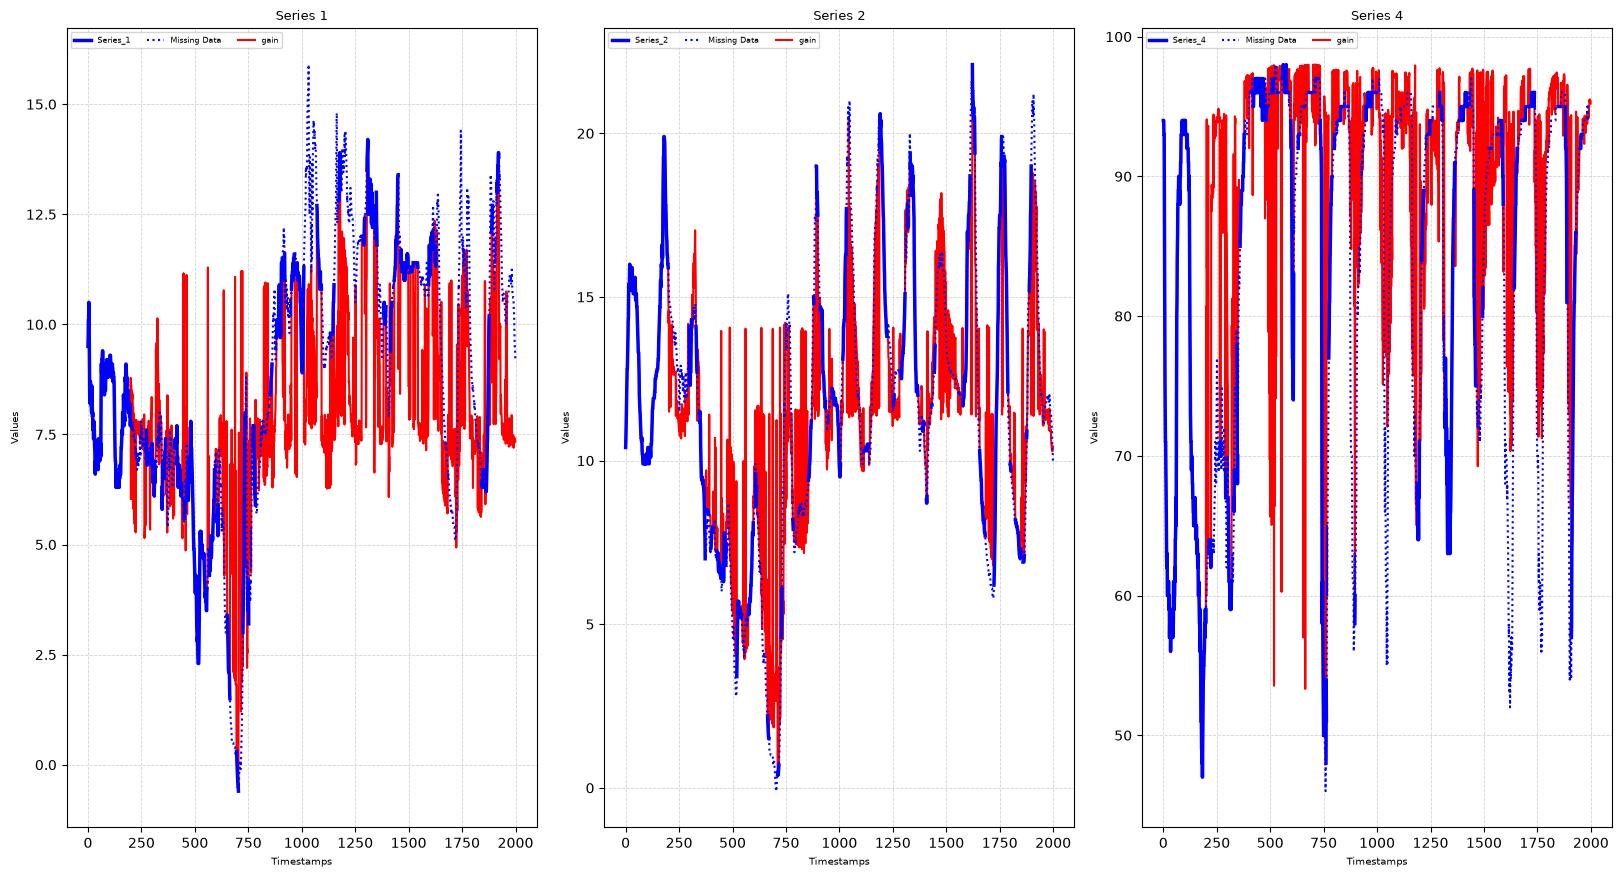 Series 1
Series_1
Missing Data
gain
15.0
12.5
10.0
7.5
5.0
2.5
0.0
Values
0 250 500 750 1000 1250 1500 1750 2000
Timestamps
Series 2
Series_2
Missing Data
gain
20
15
10
5
0
Values
0 250 500 750 1000 1250 1500 1750 2000
Timestamps
Series 4
Series_4
Missing Data
gain
100
90
80
70
60
50
Values
0 250 500 750 1000 1250 1500 1750 2000
Timestamps